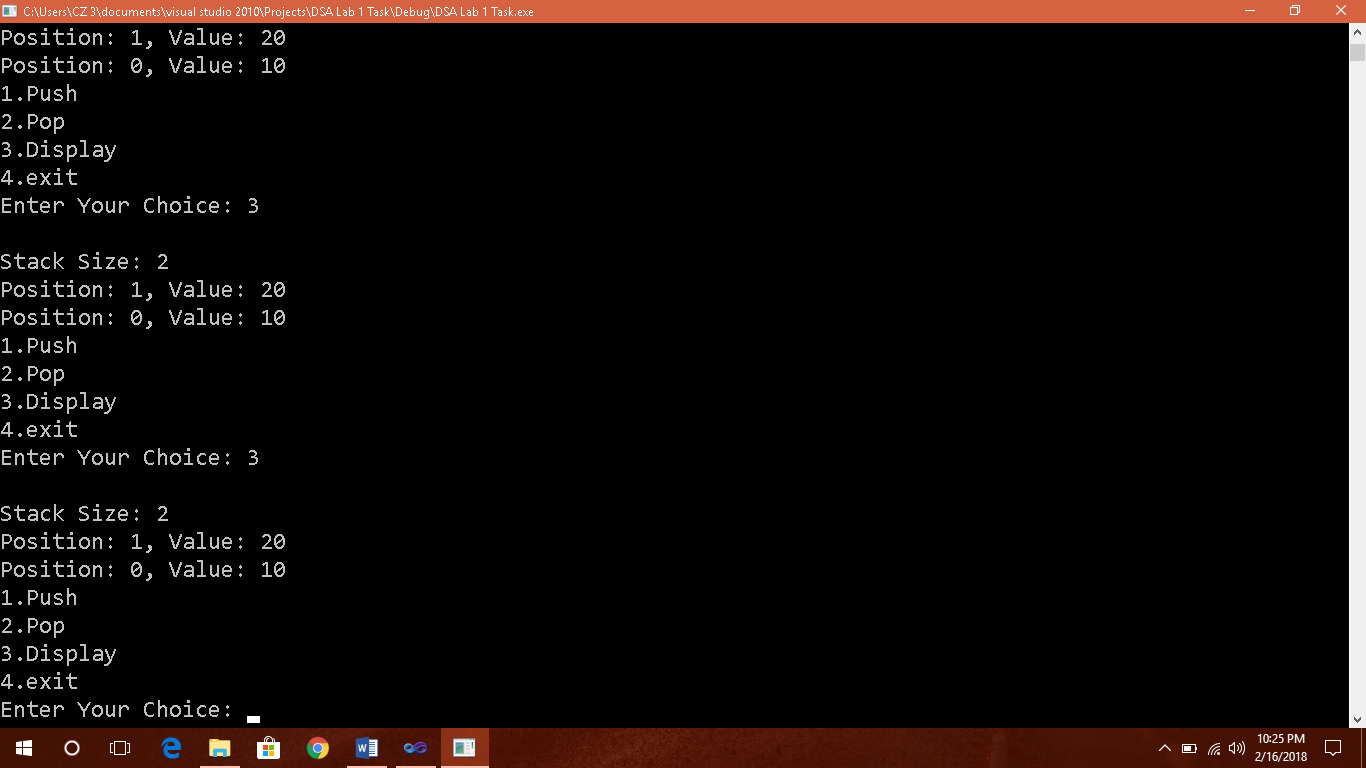 C:\Users\CZ 3\documents\visual studio 2010\Projects\DSA Lab 1 Task\Debug\DSA Lab 1 Task.exe
Position: 1, Value: 20
Position: 0, Value: 10
1.Push
2.Pop
3.Display
4.exit
Enter Your Choice: 3
Stack Size: 2
Position: 1, Value: 20
Position: 0, Value: 10
1.Push
2.Pop
3.Display
4.exit
Enter Your Choice: 3
Stack Size: 2
Position: 1, Value: 20
Position: 0, Value: 10
1.Push
2.Pop
3.Display
4.exit
Enter Your Choice:
10:25 PM
2/16/2018